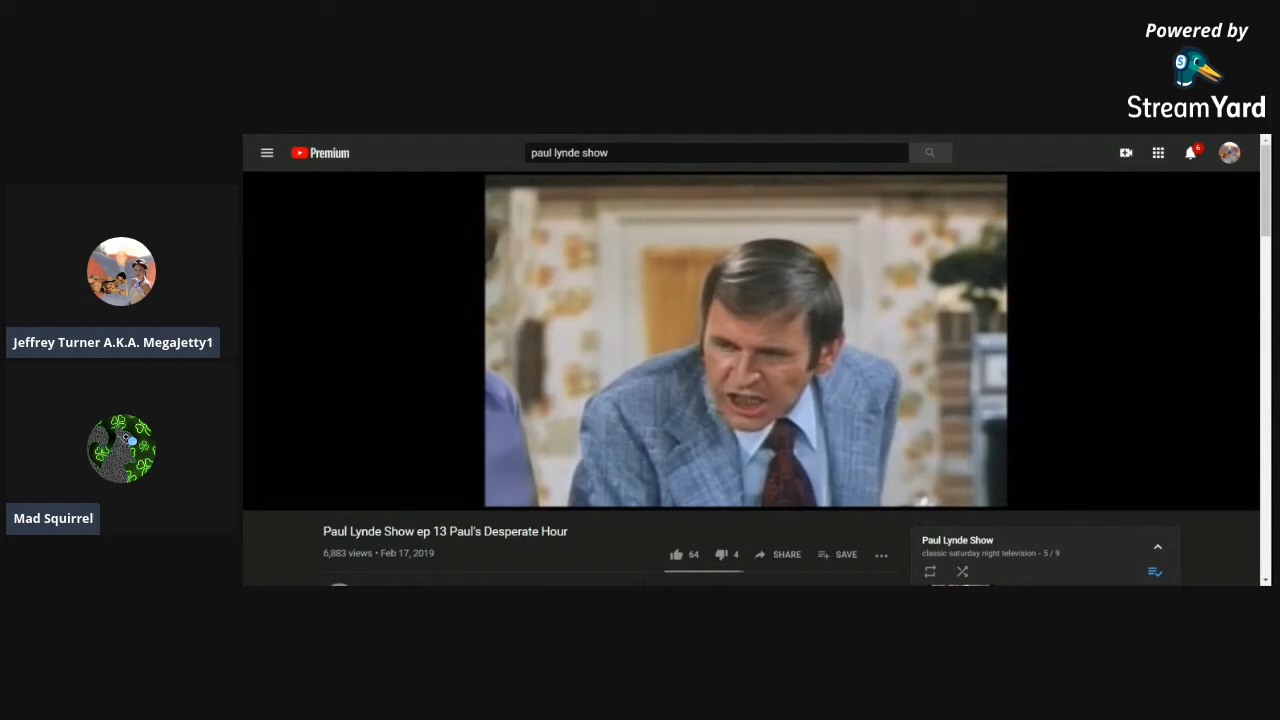 Powered by
StreamYard
Premium
paul lynde show
6
Jeffrey Turner A.K.A. MegaJetty1
Mad Squirrel
Paul Lynde Show ep 13 Paul's Desperate Hour
6,883 views • Feb 17, 2019
64
4
SHARE
SAVE
Paul Lynde Show
classic saturday night television - 5 / 9